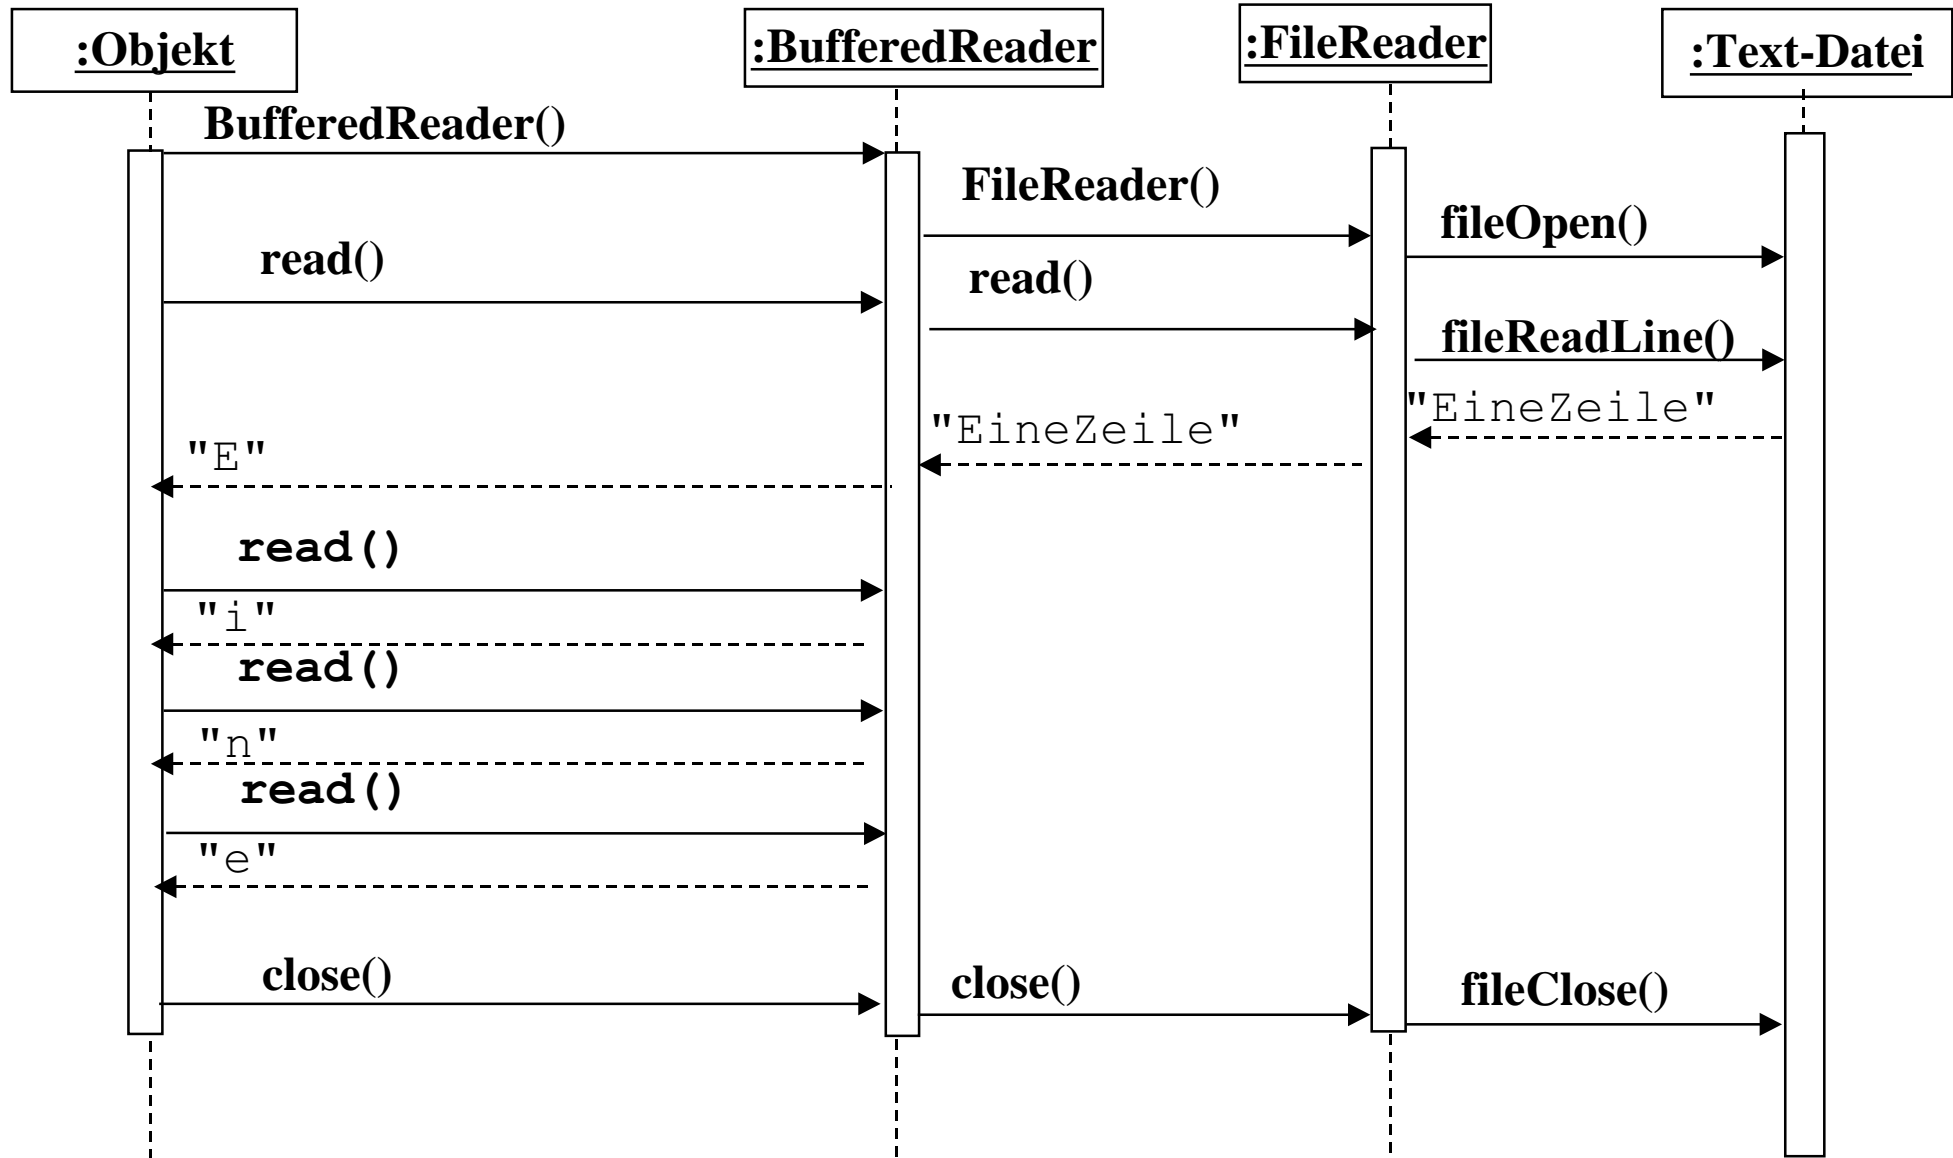 :Objekt
:BufferedReader
:FileReader
:Text-Datei
BufferedReader()
FileReader()
fileOpen()
read()
read()
fileReadLine()
"EineZeile"
"EineZeile"
"E"
read()
"i"
read()
"n"
read()
"e"
close()
close()
fileClose()